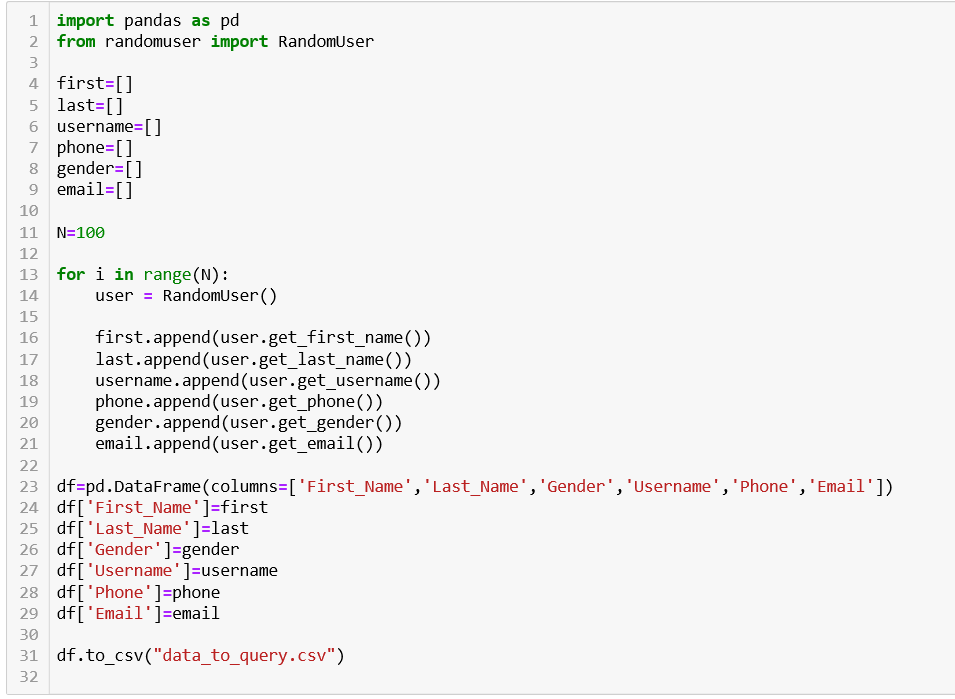 1 import pandas as pd
2 from randomuser import RandomUser
3
4 first=[]
5 last=[]
6 username=[]
7 phone=[]
8 gender=[]
9 email=[]
10
11 N=100
12
13 for i in range(N):
14     user = RandomUser()
15
16     first.append(user.get_first_name())
17     last.append(user.get_last_name())
18     username.append(user.get_username())
19     phone.append(user.get_phone())
20     gender.append(user.get_gender())
21     email.append(user.get_email())
22
23 df=pd.DataFrame(columns=['First_Name','Last_Name','Gender','Username','Phone','Email'])
24 df['First_Name']=first
25 df['Last_Name']=last
26 df['Gender']=gender
27 df['Username']=username
28 df['Phone']=phone
29 df['Email']=email
30
31 df.to_csv("data_to_query.csv")
32